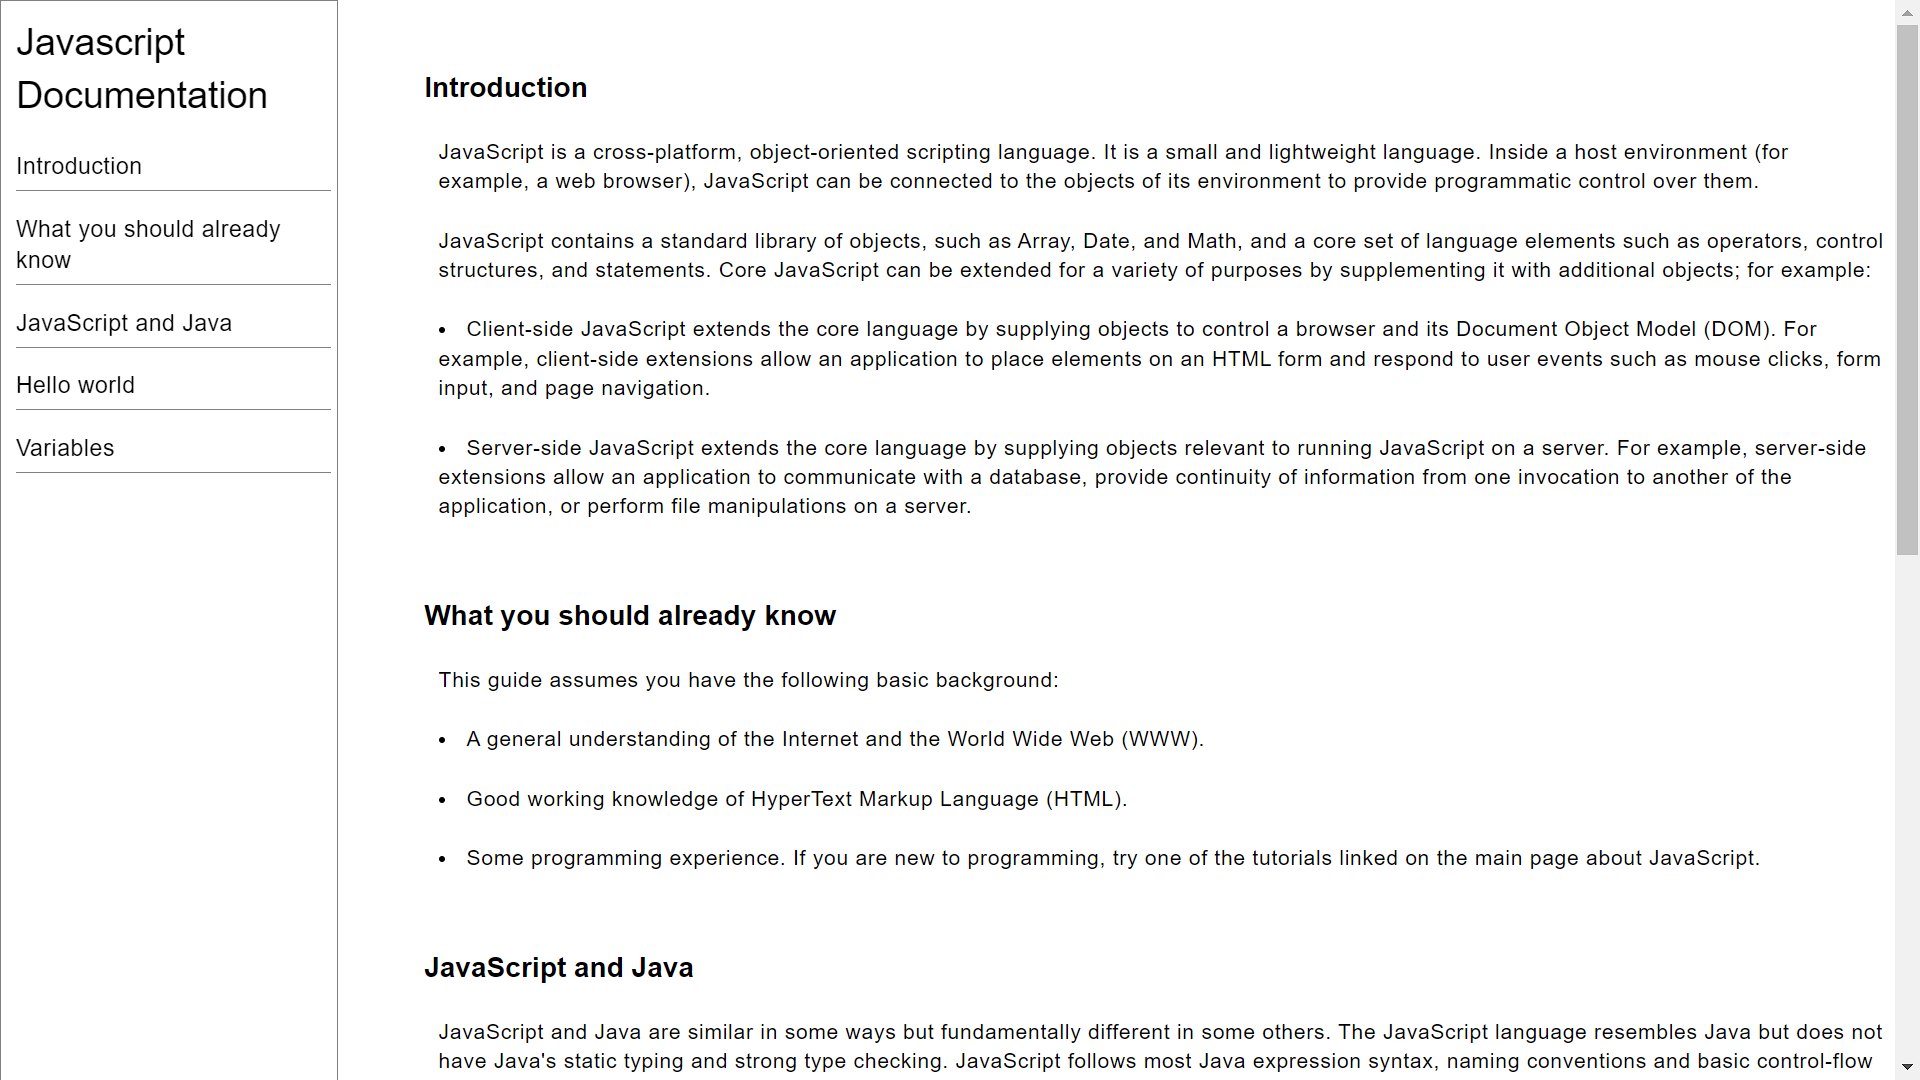 Javascript
Documentation
Introduction
What you should already
know
JavaScript and Java
Hello world
Variables
Introduction
JavaScript is a cross-platform, object-oriented scripting language. It is a small and lightweight language. Inside a host environment (for
example, a web browser), JavaScript can be connected to the objects of its environment to provide programmatic control over them.
JavaScript contains a standard library of objects, such as Array, Date, and Math, and a core set of language elements such as operators, control
structures, and statements. Core JavaScript can be extended for a variety of purposes by supplementing it with additional objects; for example:
• Client-side JavaScript extends the core language by supplying objects to control a browser and its Document Object Model (DOM). For
example, client-side extensions allow an application to place elements on an HTML form and respond to user events such as mouse clicks, form
input, and page navigation.
• Server-side JavaScript extends the core language by supplying objects relevant to running JavaScript on a server. For example, server-side
extensions allow an application to communicate with a database, provide continuity of information from one invocation to another of the
application, or perform file manipulations on a server.
What you should already know
This guide assumes you have the following basic background:
• A general understanding of the Internet and the World Wide Web (WWW).
• Good working knowledge of HyperText Markup Language (HTML).
• Some programming experience. If you are new to programming, try one of the tutorials linked on the main page about JavaScript.
JavaScript and Java
JavaScript and Java are similar in some ways but fundamentally different in some others. The JavaScript language resembles Java but does not
have Java's static typing and strong type checking. JavaScript follows most Java expression syntax, naming conventions and basic control-flow